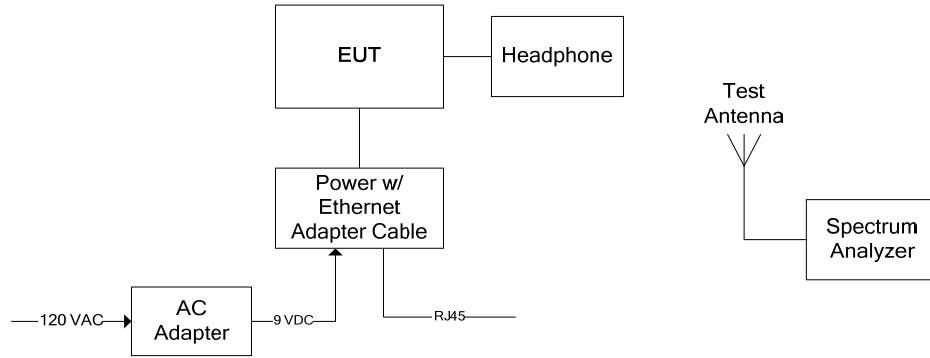 EUT
Headphone
Test
Antenna
Power w/
Ethernet
Adapter Cable
Spectrum
Analyzer
120 VAC
AC
Adapter
9 VDC
RJ45